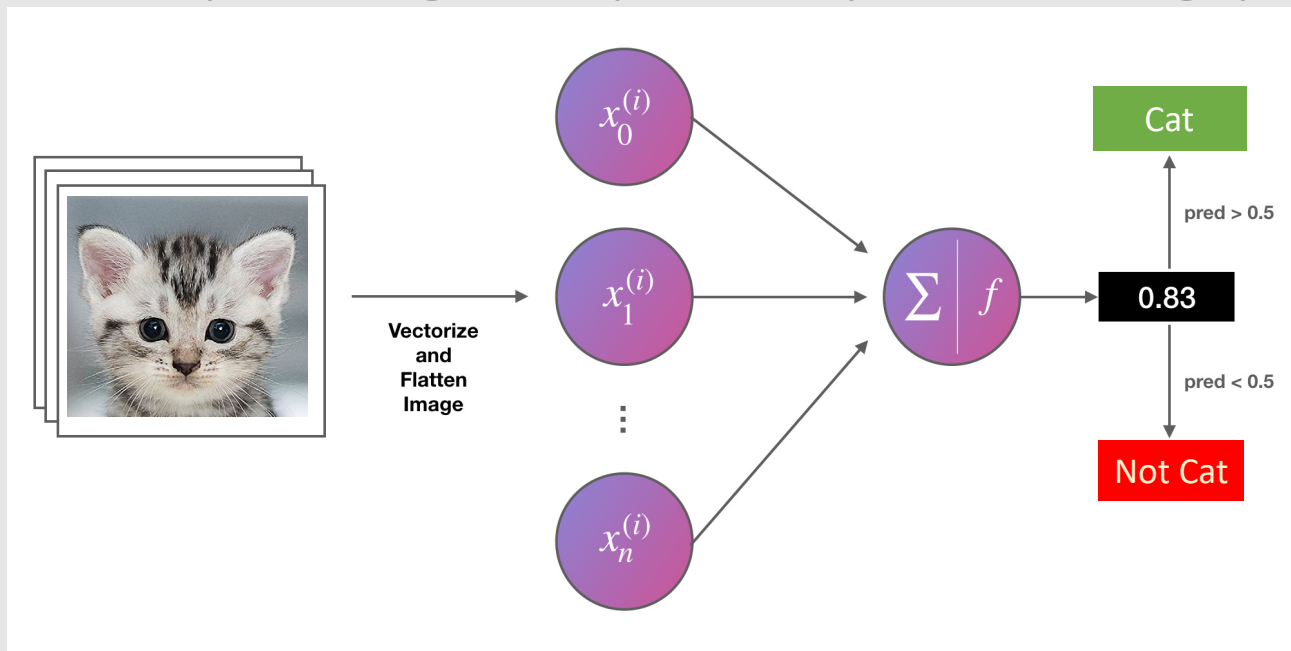 Vectorize
and
Flatten
Image
x_0^{(i)}
x_1^{(i)}
⋮
x_n^{(i)}
∑ | f
0.83
pred > 0.5
Cat
pred < 0.5
Not Cat